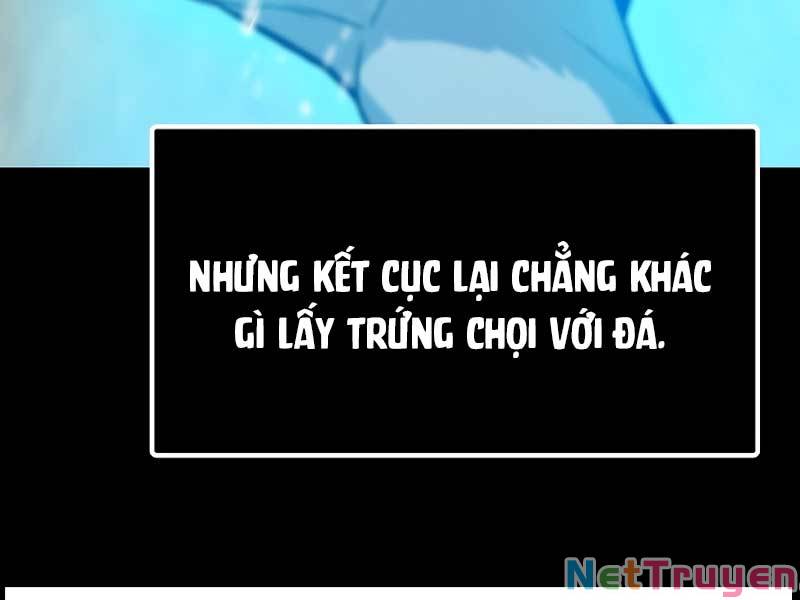 NHƯNG KẾT CỤC LẠI CHẲNG KHÁC
GÌ LẤY TRỨNG CHỌI VỚI ĐÁ.
NetTruyen